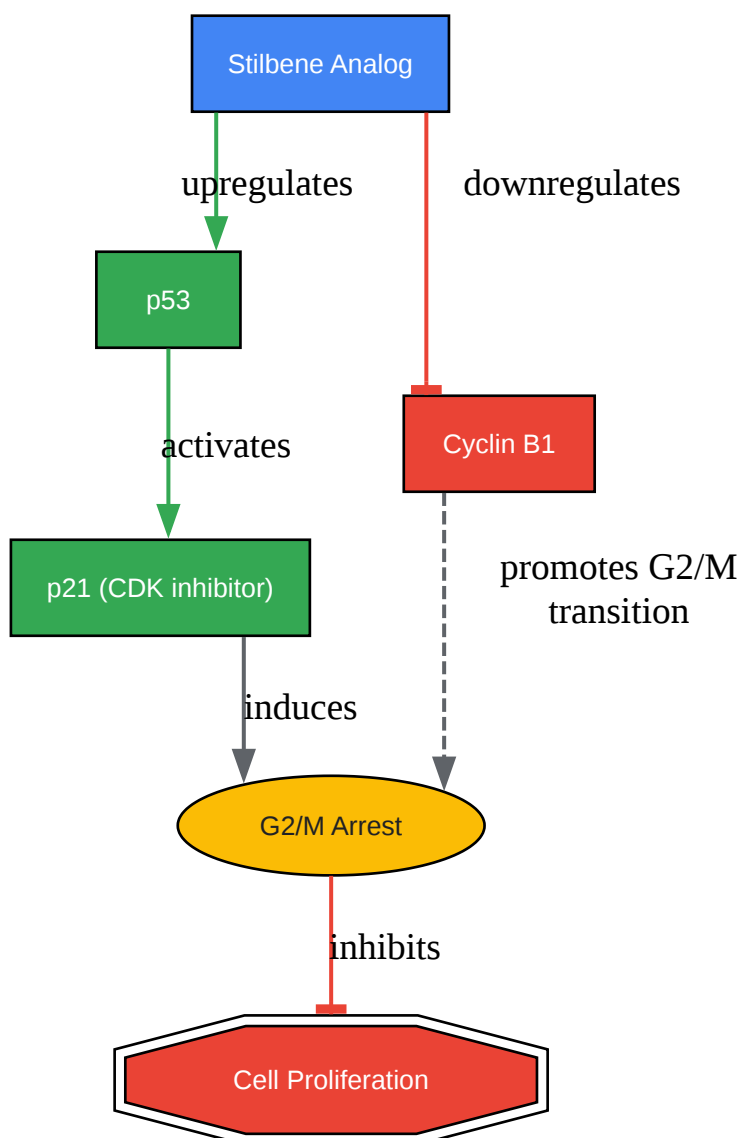 Stilbene Analog
upregulates
downregulates
p53
activates
Cyclin B1
promotes G2/M
transition
p21 (CDK inhibitor)
induces
G2/M Arrest
inhibits
Cell Proliferation